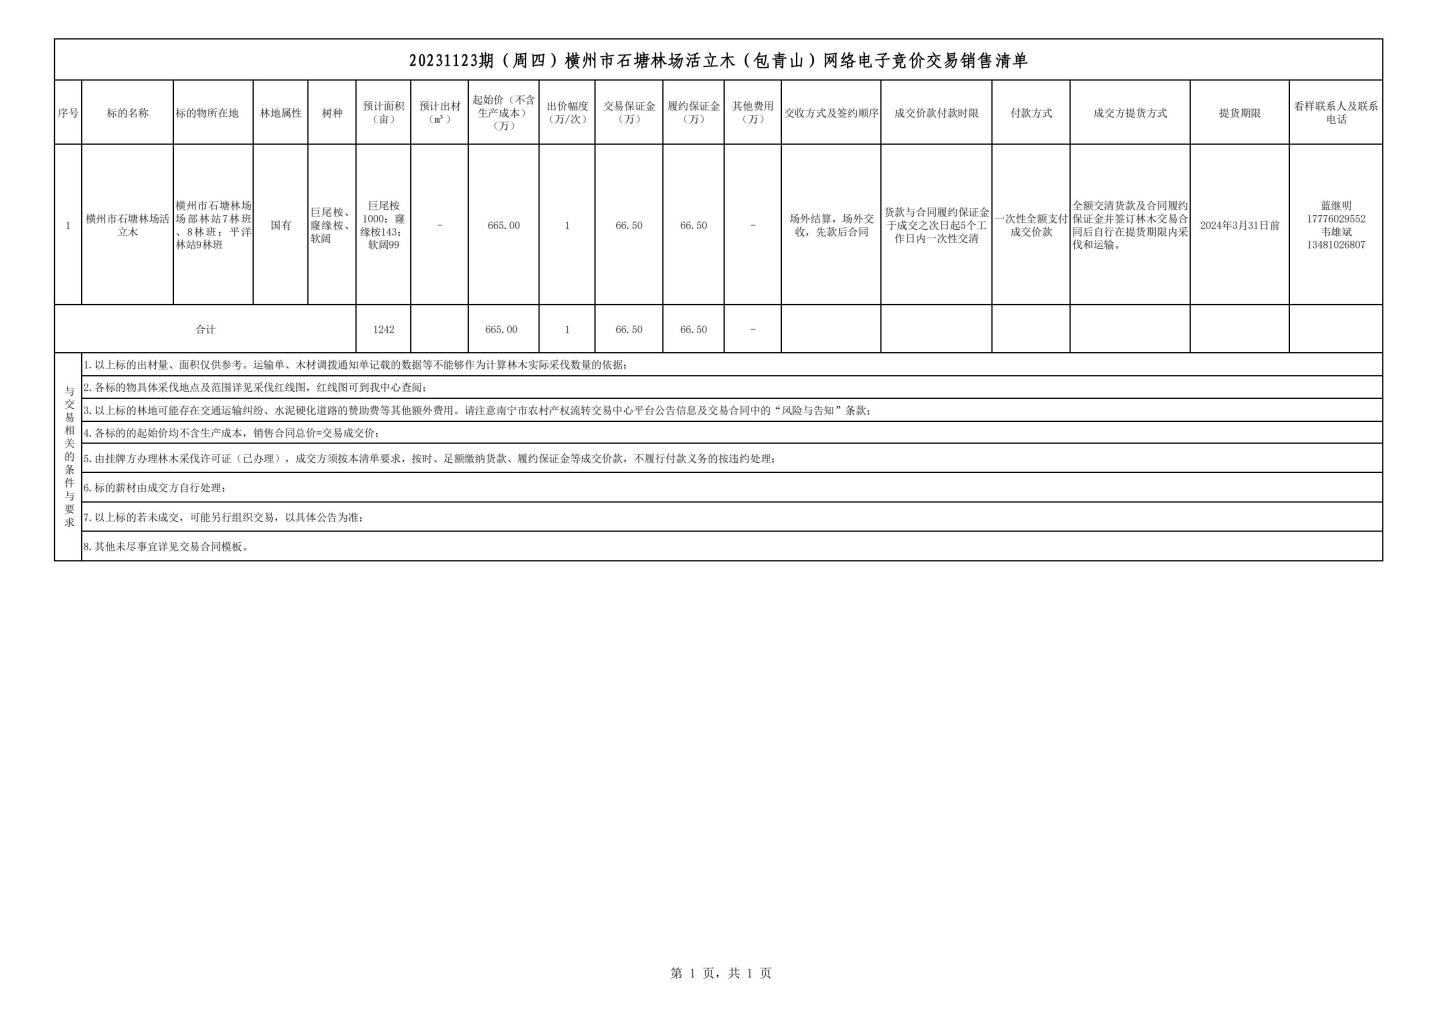 20231123期（周四）横州市石塘林场活立木（包青山）网络电子竞价交易销售清单
序号
标的名称
标的物所在地
林地属性
树种
预计面积
（亩）
预计出材
（m³）
起始价（不含
生产成本）
（万）
出价幅度
（万/次）
交易保证金
（万）
履约保证金
（万）
其他费用
（万）
交收方式及签约顺序
成交价款付款时限
付款方式
成交方提货方式
提货期限
看样联系人及联系
电话
1
横州市石塘林场活
立木
横州市石塘林场
场部林站7林班
、8林班；平洋
林站9林班
国有
巨尾桉、
窿缘桉、
软阔
巨尾桉
1000；窿
缘桉143；
软阔99
-
665.00
1
66.50
66.50
-
场外结算，场外交
收，先款后合同
货款与合同履约保证金
于成交之次日起5个工
作日内一次性交清
一次性全额支付
成交价款
全额交清货款及合同履约
保证金并签订林木交易合
同后自行在提货期限内采
伐和运输。
2024年3月31日前
蓝继明
17776029552
韦雄斌
13481026807
合计
1242
665.00
1
66.50
66.50
-
与交易相关的条件与要求
1.以上标的出材量、面积仅供参考。运输单、木材调拨通知单记载的数据等不能够作为计算林木实际采伐数量的依据；
2.各标的物具体采伐地点及范围详见采伐红线图，红线图可到我中心查阅；
3.以上标的林地可能存在交通运输纠纷、水泥硬化道路的赞助费等其他额外费用。请注意南宁市农村产权流转交易中心平台公告信息及交易合同中的“风险与告知”条款；
4.各标的的起始价均不含生产成本，销售合同总价=交易成交价；
5.由挂牌方办理林木采伐许可证（已办理），成交方须按本清单要求，按时、足额缴纳货款、履约保证金等成交价款，不履行付款义务的按违约处理；
6.标的薪材由成交方自行处理；
7.以上标的若未成交，可能另行组织交易，以具体公告为准；
8.其他未尽事宜详见交易合同模板。
第 1 页，共 1 页